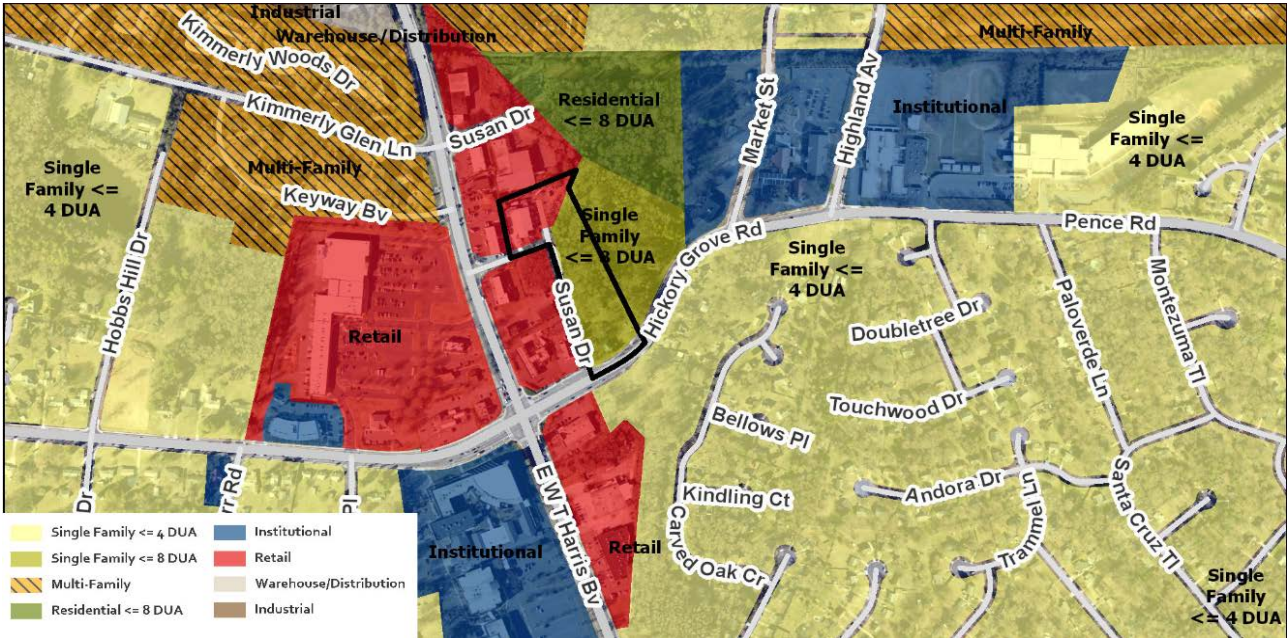 Industrial
Warehouse/Distribution
Multi-Family
Kimmerly Woods Dr
Kimmerly Glen Ln
Susan Dr
Residential
<= 8 DUA
Market St
Highland Av
Institutional
Single
Family <=
4 DUA
Single
Family <=
4 DUA
Multi-Family
Keyway Bv
Hobbs Hill Dr
Single
Family
<= 8 DUA
Hickory Grove Rd
Pence Rd
Single
Family <=
4 DUA
Susan Dr
Retail
Doubletree Dr
Paloverde Ln
Montezuma Tl
Touchwood Dr
Bellows Pl
E W T Harris Bv
Dr
rr Rd
Pl
Kindling Ct
Andora Dr
Trammel Ln
Santa Cruz Tl
Carved Oak Cr
Institutional
Retail
Single
Family
<= 4 DUA
Single Family <= 4 DUA
Single Family <= 8 DUA
Multi-Family
Residential <= 8 DUA
Institutional
Retail
Warehouse/Distribution
Industrial